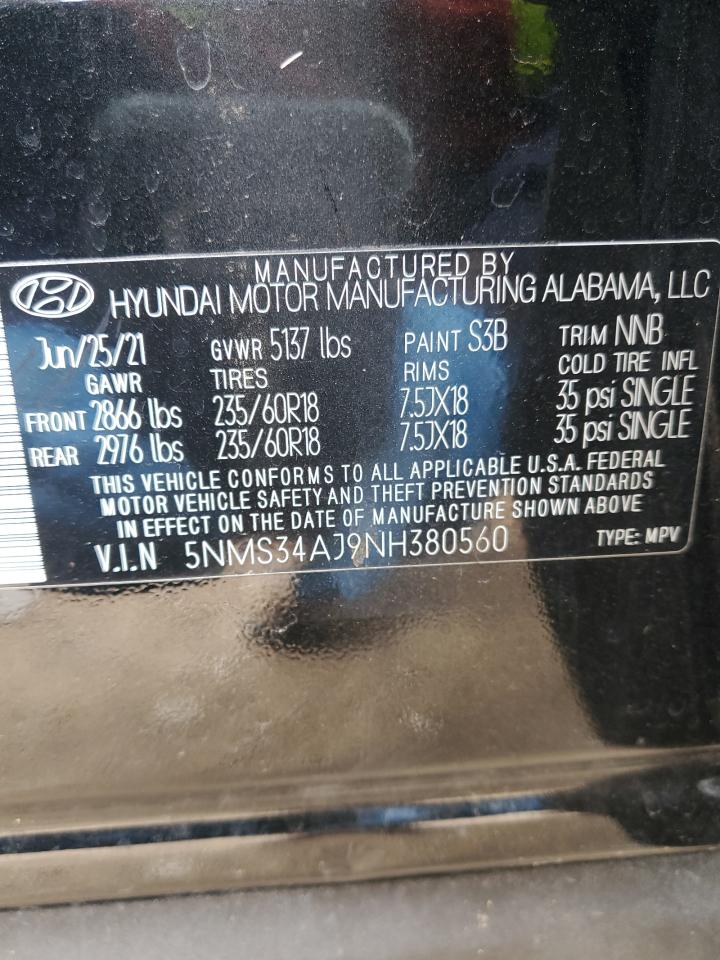 MANUFACTURED BY
HYUNDAI MOTOR MANUFACTURING ALABAMA, LLC
Jun/25/21 GVWR 5137 lbs PAINT S3B TRIM NNB
GAWR TIRES RIMS COLD TIRE INFL
FRONT 2866 lbs 235/60R18 7.5JX18 35 psi SINGLE
REAR 2976 lbs 235/60R18 7.5JX18 35 psi SINGLE
THIS VEHICLE CONFORMS TO ALL APPLICABLE U.S.A. FEDERAL
MOTOR VEHICLE SAFETY AND THEFT PREVENTION STANDARDS
IN EFFECT ON THE DATE OF MANUFACTURE SHOWN ABOVE
V.I.N 5NMS34AJ9NH380560 TYPE: MPV